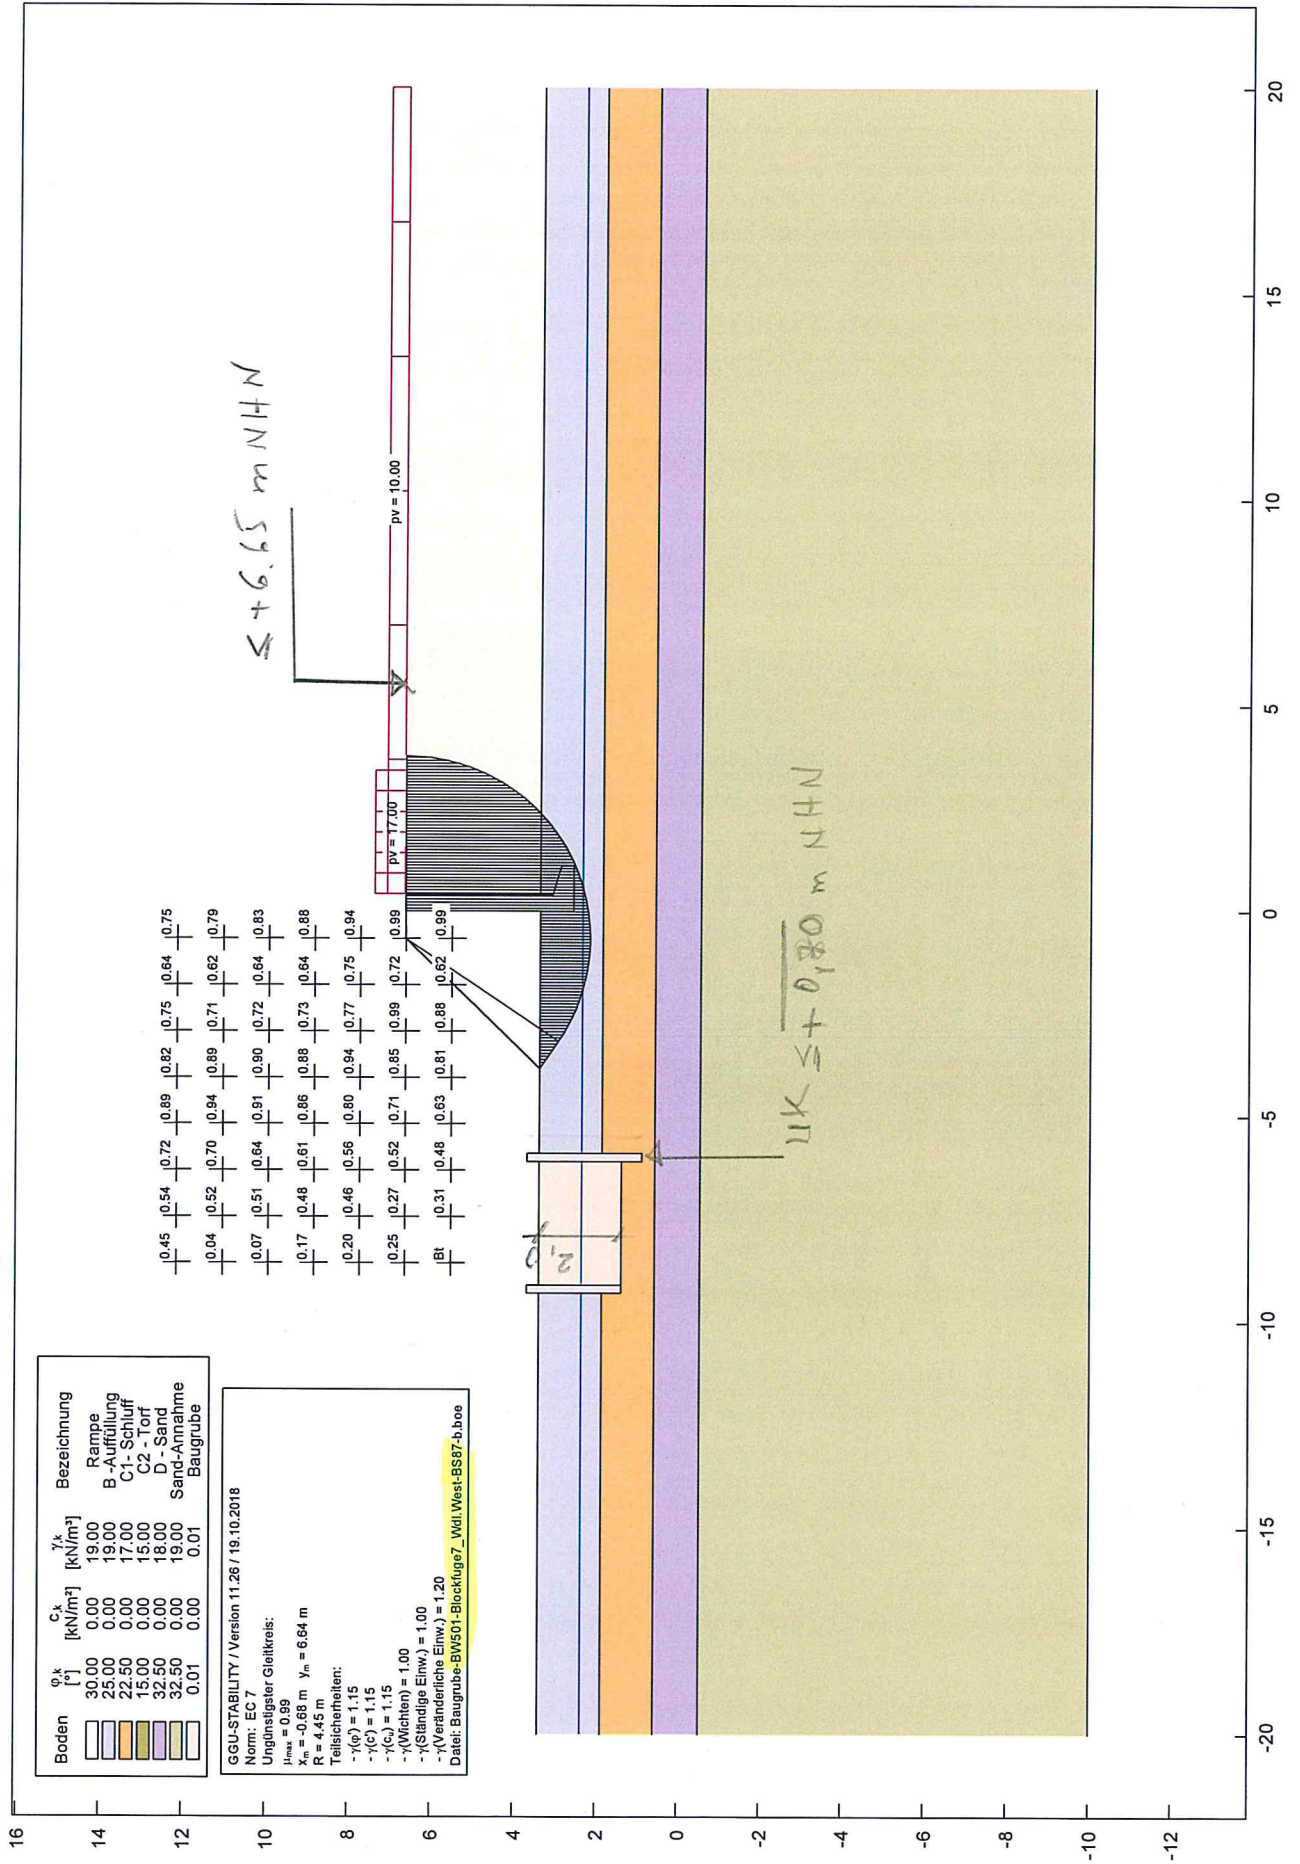 Boden φ,k [°] c,k [kN/m²] γ,k [kN/m³] Bezeichnung
30.00 0.00 19.00 Rampe
25.00 0.00 19.00 B -Auffüllung
22.50 0.00 17.00 C1- Schluff
15.00 0.00 15.00 C2 - Torf
32.50 0.00 18.00 D - Sand
32.50 0.00 19.00 Sand-Annahme
0.01 0.00 0.01 Baugrube
GGU-STABILITY / Version 11.26 / 19.10.2018
Norm: EC 7
Ungünstigster Gleitkreis:
μmax = 0.99
xm = -0.68 m ym = 6.64 m
R = 4.45 m
Teilsicherheiten:
- γ(φ') = 1.15
- γ(c') = 1.15
- γ(cu) = 1.15
- γ(Wichten) = 1.00
- γ(Ständige Einw.) = 1.00
- γ(Veränderliche Einw.) = 1.20
Datei: Baugrube-BW501-Blockfuge7_Wdl.West-BS87-b.boe
0.45 0.54 0.72 0.89 0.82 0.75 0.64 0.75
0.04 0.52 0.70 0.94 0.89 0.71 0.62 0.79
0.07 0.51 0.64 0.91 0.90 0.72 0.64 0.83
0.17 0.48 0.61 0.86 0.88 0.73 0.64 0.88
0.20 0.46 0.56 0.80 0.94 0.77 0.75 0.94
0.25 0.27 0.52 0.71 0.85 0.99 0.72 0.99
Bt 0.31 0.48 0.63 0.81 0.88 0.62 0.99
≤ +6.65 m NHN
pv = 17.00
pv = 10.00
2,0
UK ≤ + 0,80 m NHN
16
14
12
10
8
6
4
2
0
-2
-4
-6
-8
-10
-12
-20 -15 -10 -5 0 5 10 15 20